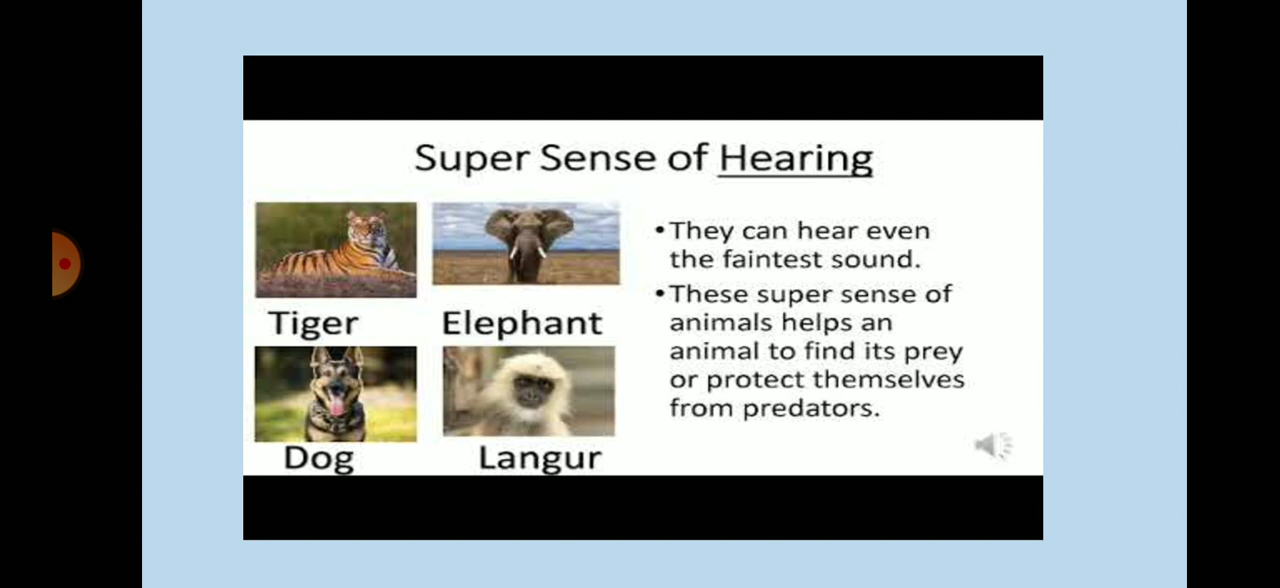 Super Sense of Hearing
Tiger
Elephant
Dog
Langur
•They can hear even
the faintest sound.
•These super sense of
animals helps an
animal to find its prey
or protect themselves
from predators.